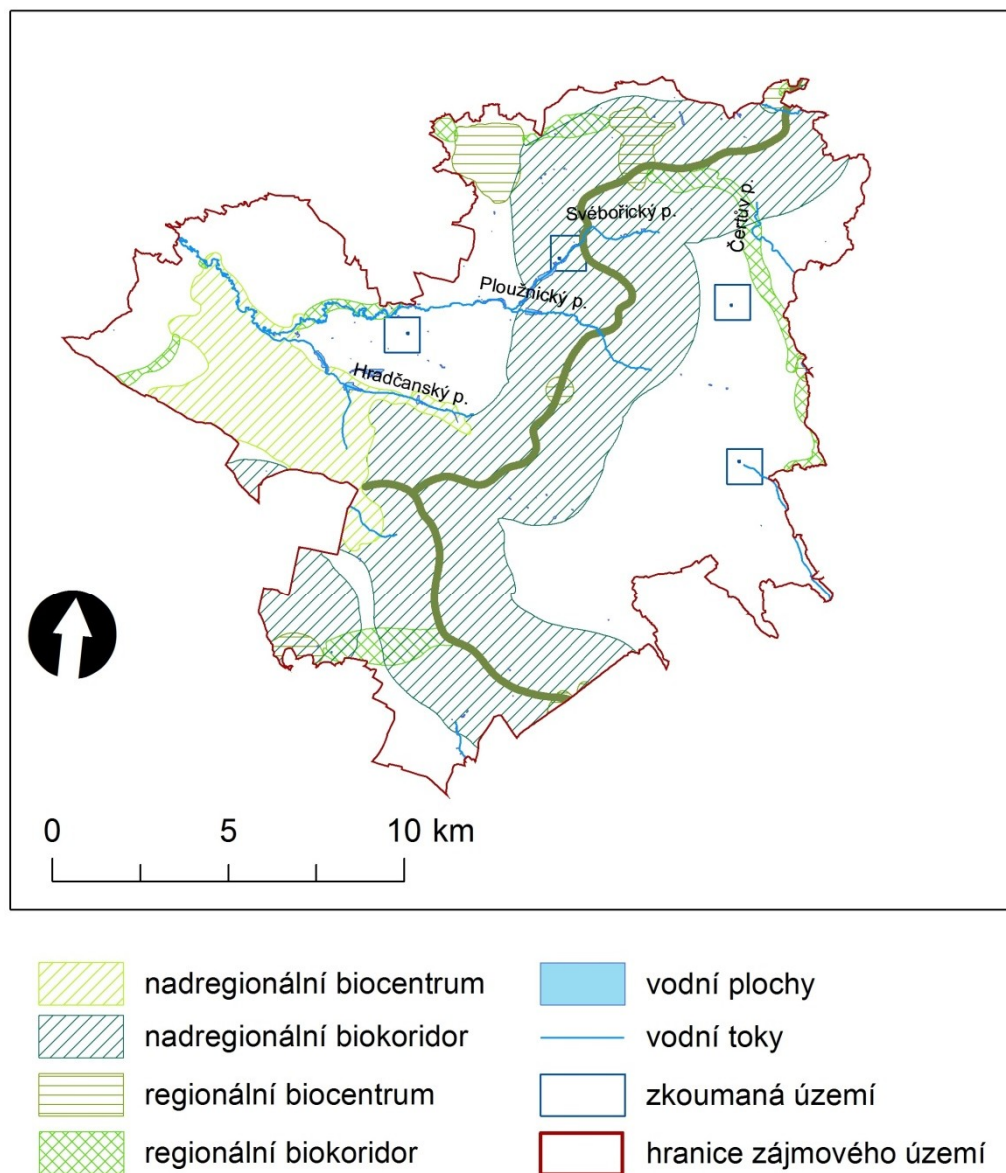 Svébořický p.
Čertův p.
Ploužnický p.
Hradčanský p.
0 5 10 km
nadregionální biocentrum
nadregionální biokoridor
regionální biocentrum
regionální biokoridor
vodní plochy
vodní toky
zkoumaná území
hranice zájmového území